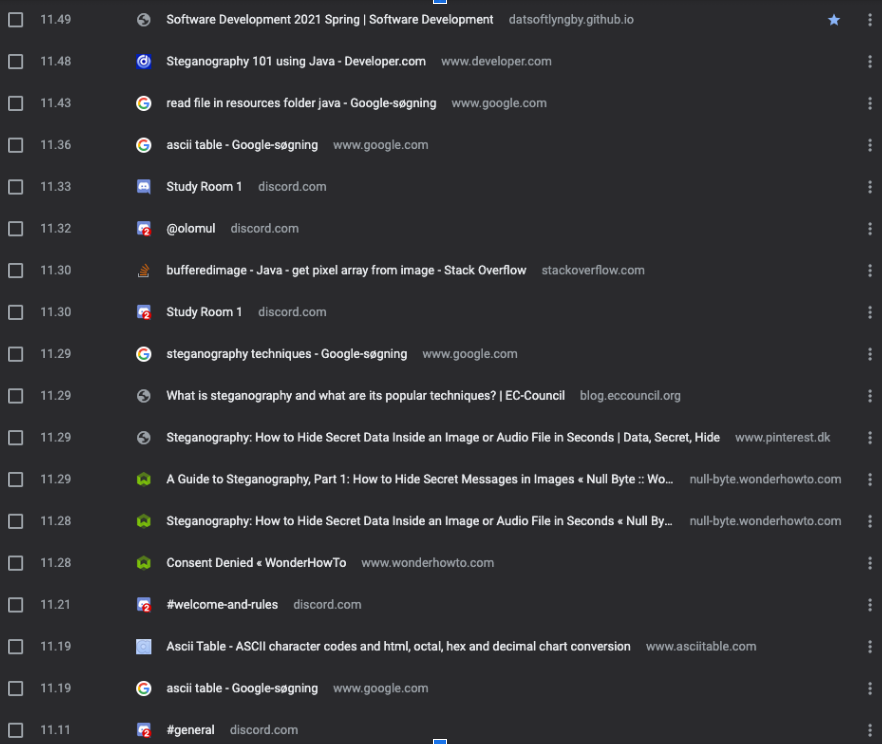 11.49 Software Development 2021 Spring | Software Development datsoftlyngby.github.io
11.48 Steganography 101 using Java - Developer.com www.developer.com
11.43 read file in resources folder java - Google-søgning www.google.com
11.36 ascii table - Google-søgning www.google.com
11.33 Study Room 1 discord.com
11.32 2 @olomul discord.com
11.30 bufferedimage - Java - get pixel array from image - Stack Overflow stackoverflow.com
11.30 2 Study Room 1 discord.com
11.29 steganography techniques - Google-søgning www.google.com
11.29 What is steganography and what are its popular techniques? | EC-Council blog.eccouncil.org
11.29 Steganography: How to Hide Secret Data Inside an Image or Audio File in Seconds | Data, Secret, Hide www.pinterest.dk
11.29 A Guide to Steganography, Part 1: How to Hide Secret Messages in Images « Null Byte :: Wo... null-byte.wonderhowto.com
11.28 Steganography: How to Hide Secret Data Inside an Image or Audio File in Seconds « Null By... null-byte.wonderhowto.com
11.28 Consent Denied « WonderHowTo www.wonderhowto.com
11.21 2 #welcome-and-rules discord.com
11.19 Ascii Table - ASCII character codes and html, octal, hex and decimal chart conversion www.asciitable.com
11.19 ascii table - Google-søgning www.google.com
11.11 2 #general discord.com